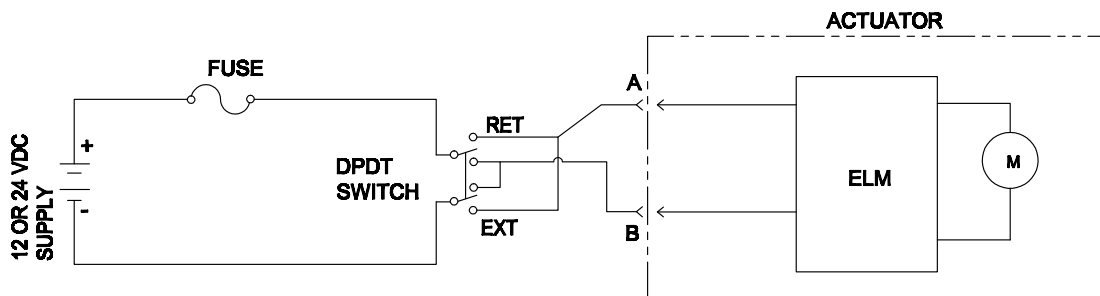 ACTUATOR
FUSE
A
+
RET
12 OR 24 VDC
SUPPLY
DPDT
SWITCH
ELM
M
-
EXT
B